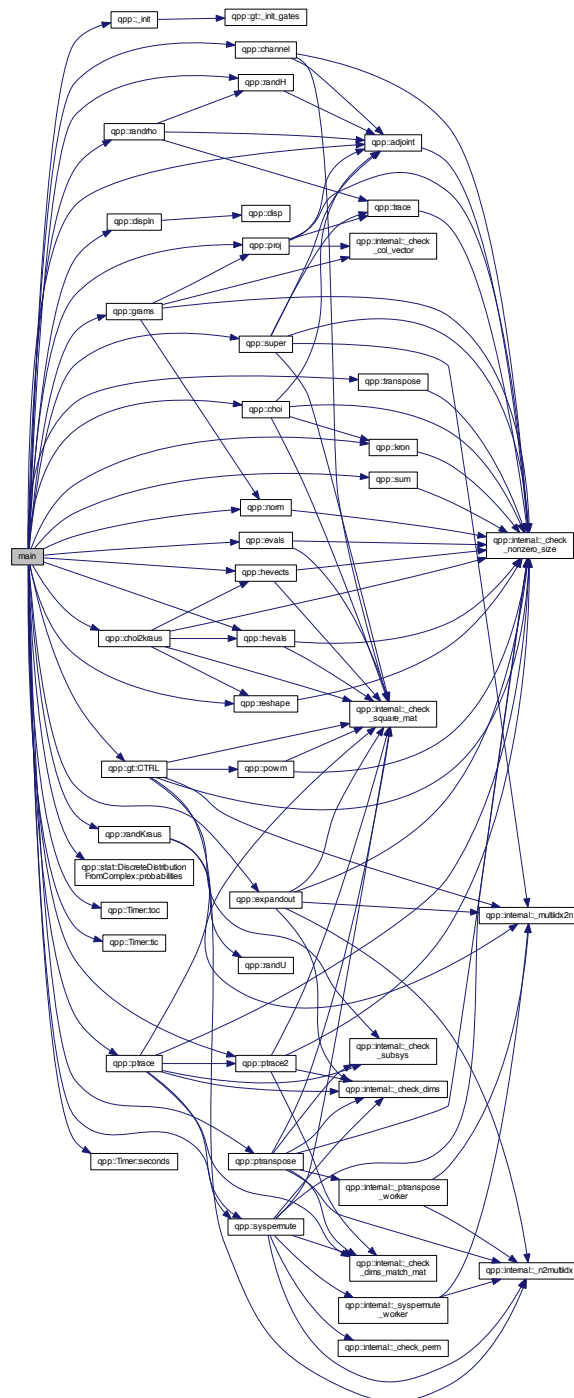 qpp::_init
qpp::gt::_init_gates
qpp::channel
qpp::randH
qpp::randrho
qpp::adjoint
qpp::trace
qpp::displn
qpp::disp
qpp::proj
qpp::internal::_check
_col_vector
qpp::grams
qpp::super
qpp::transpose
qpp::choi
qpp::kron
qpp::sum
qpp::norm
qpp::evals
qpp::internal::_check
_nonzero_size
main
qpp::hevects
qpp::choi2kraus
qpp::hevals
qpp::reshape
qpp::internal::_check
_square_mat
qpp::gt::CTRL
qpp::powm
qpp::randKraus
qpp::stat::DiscreteDistribution
FromComplex::probabilities
qpp::expandout
qpp::Timer::toc
qpp::internal::_multiidx2n
qpp::Timer::tic
qpp::randU
qpp::internal::_check
_subsys
qpp::ptrace
qpp::ptrace2
qpp::internal::_check_dims
qpp::Timer::seconds
qpp::ptranspose
qpp::internal::_ptranspose
_worker
qpp::syspermute
qpp::internal::_check
_dims_match_mat
qpp::internal::_n2multiidx
qpp::internal::_syspermute
_worker
qpp::internal::_check_perm